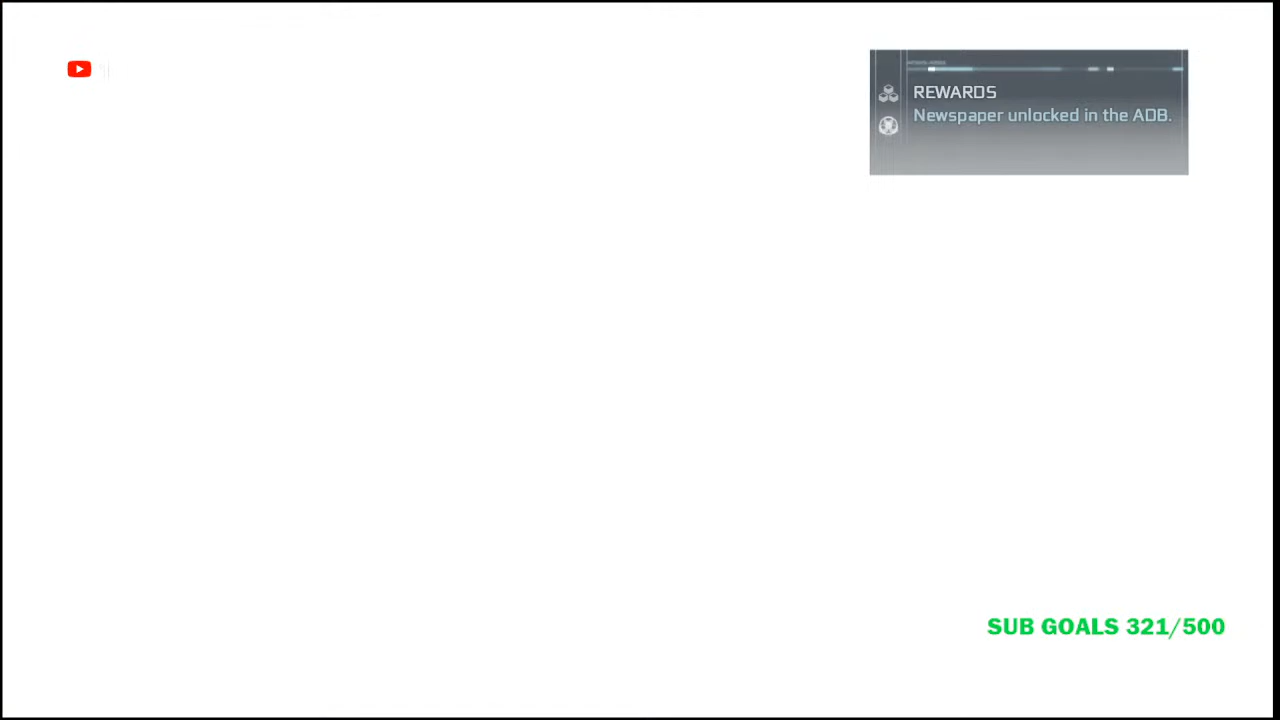 REWARDS
Newspaper unlocked in the ADB.
SUB GOALS 321/500